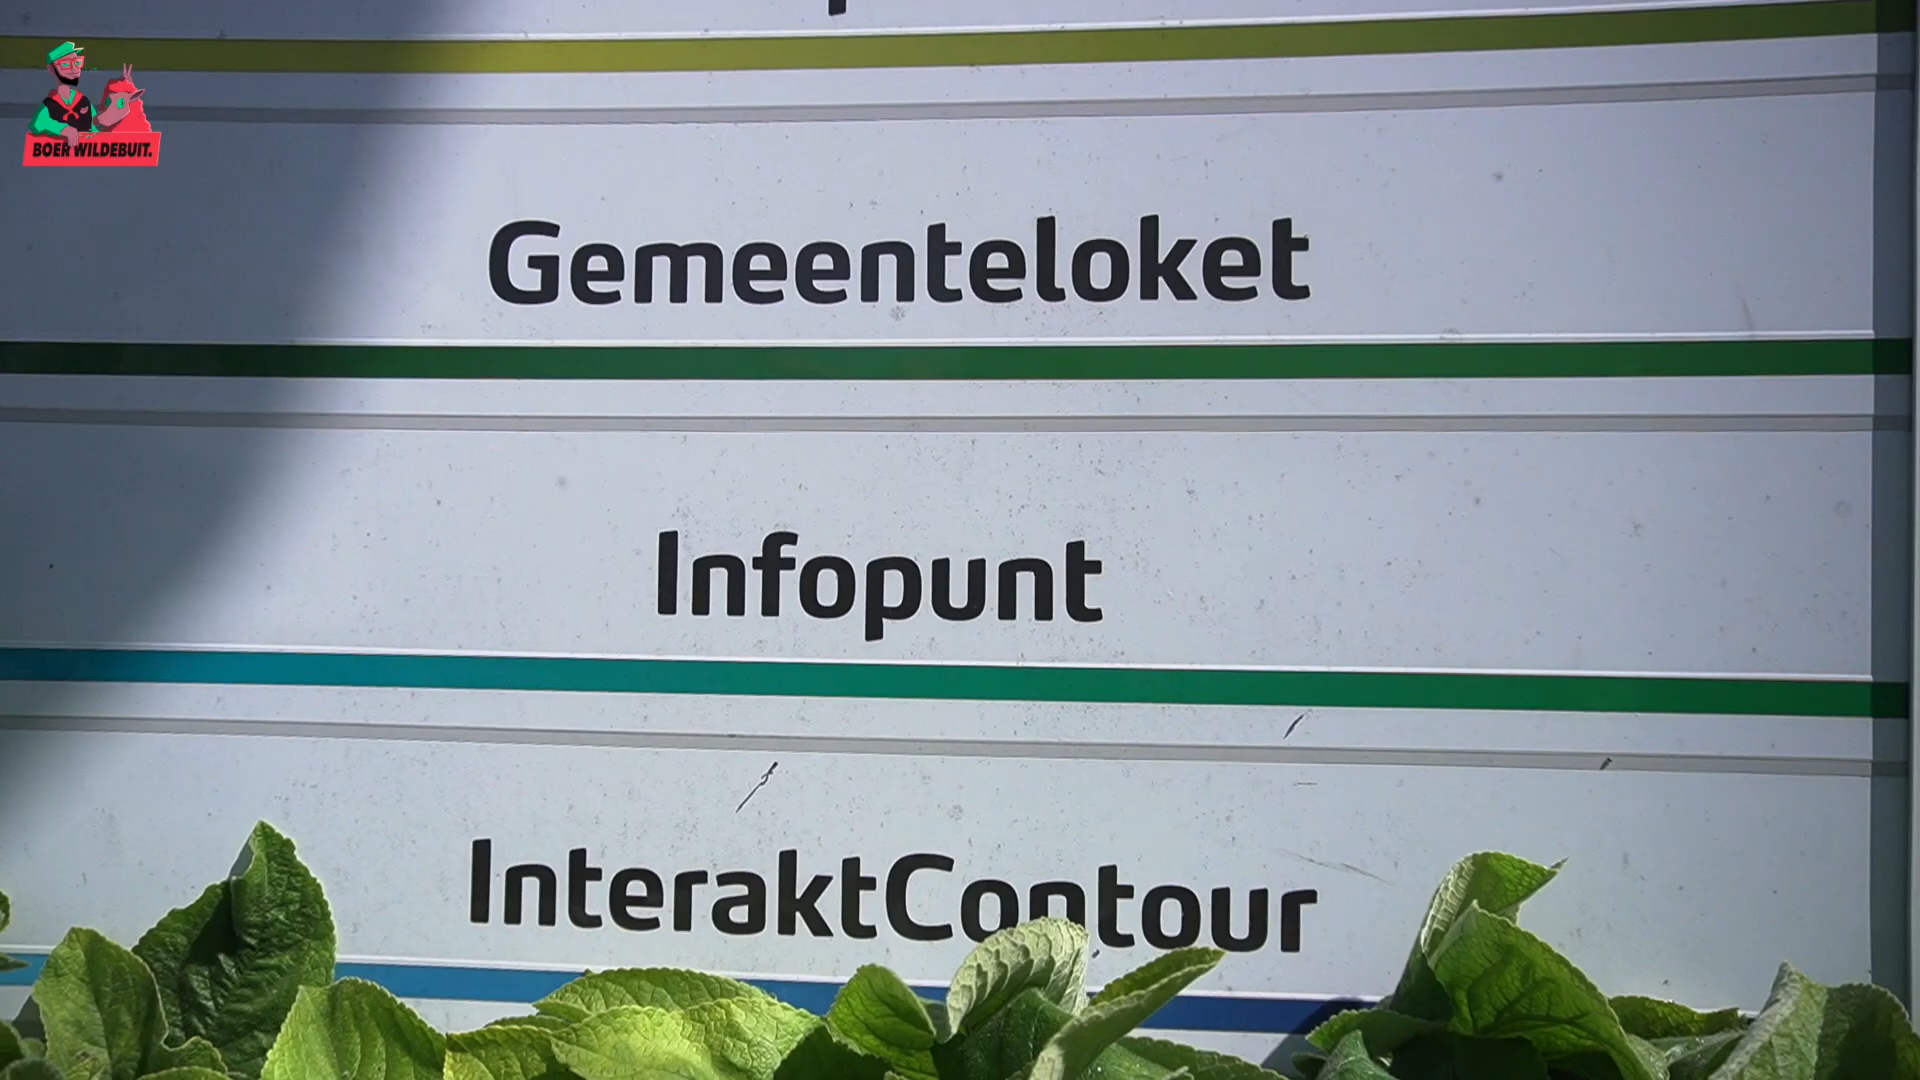 BOER WILDEBUIT.
Gemeenteloket
Infopunt
InteraktContour